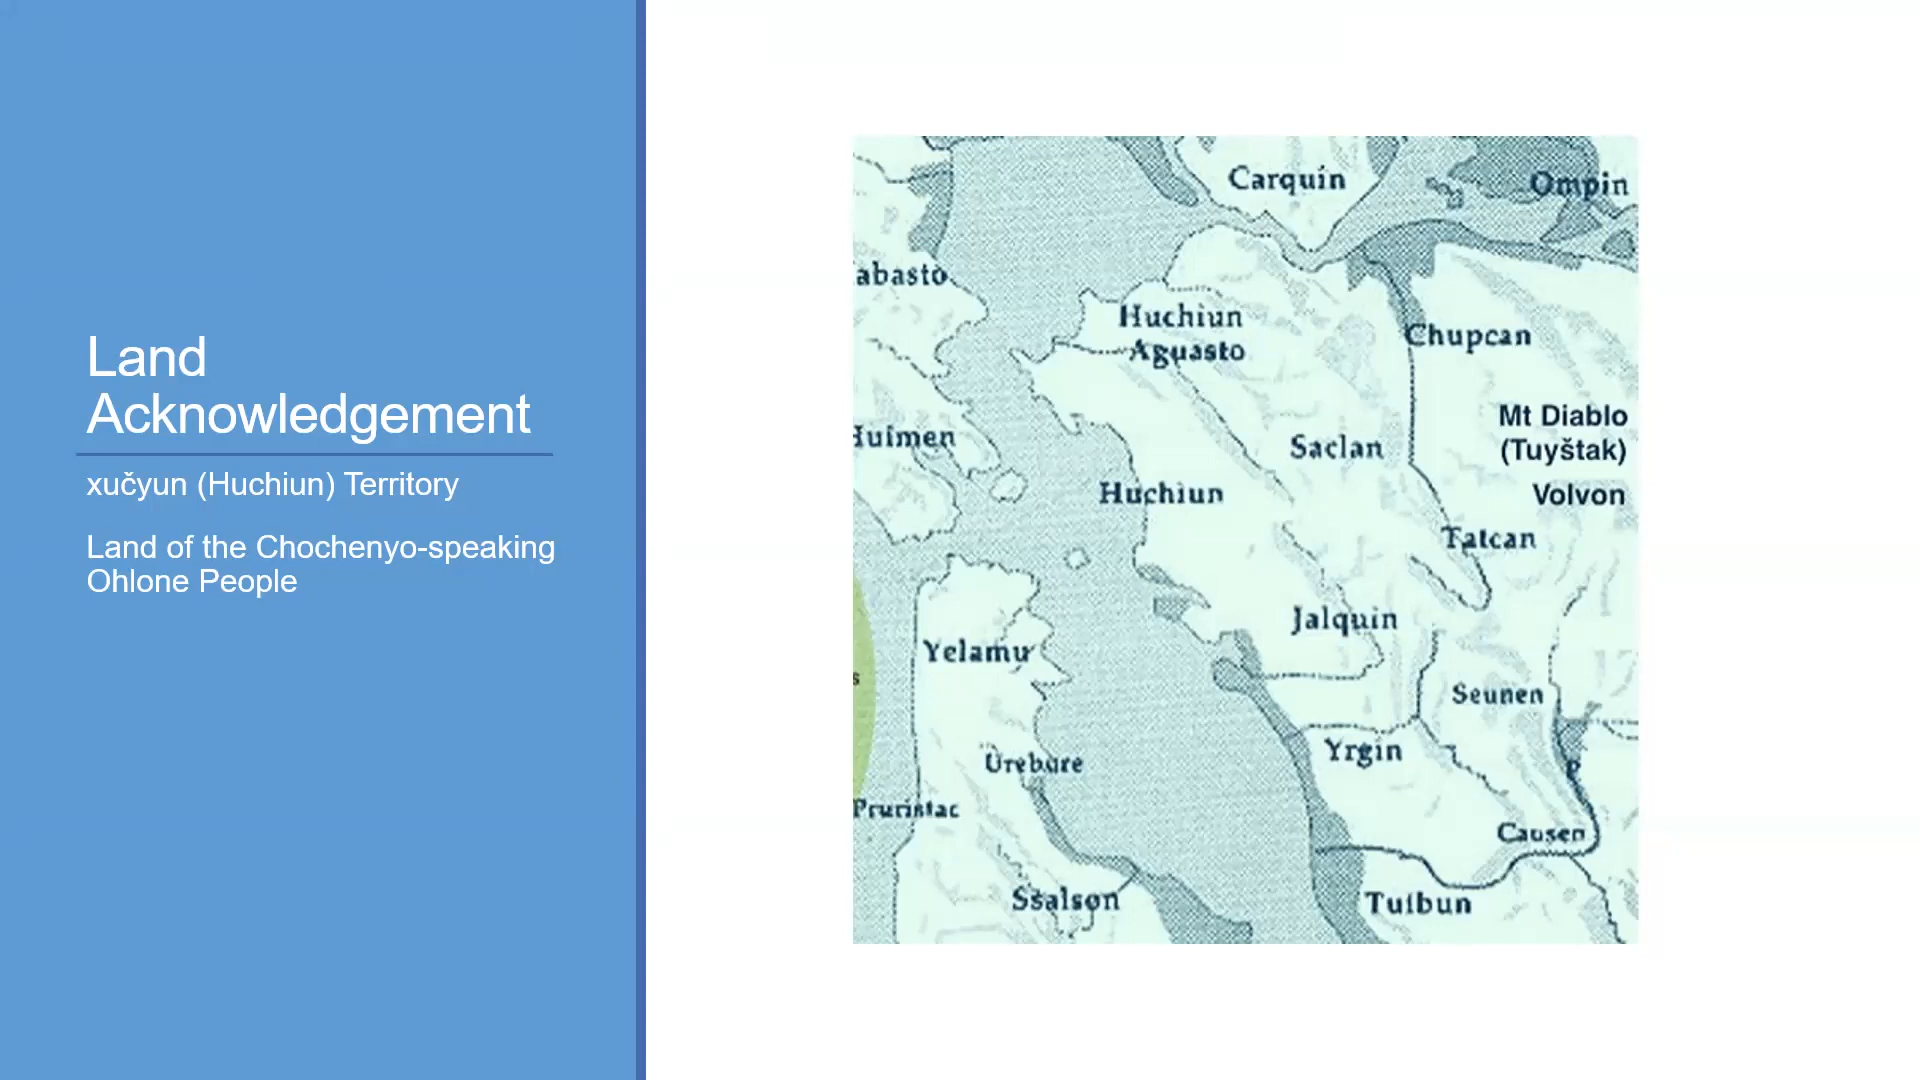 Land
Acknowledgement
xučyun (Huchiun) Territory
Land of the Chochenyo-speaking
Ohlone People
Carquin
Ompin
abasto
Huchiun
Aguasto
Chupcan
Mt Diablo
(Tuyštak)
Volvon
Huimen
Saclan
Huchiun
Tatcan
Jalquin
Yelamu
s
Seunen
Yrgin
Urebure
P
Pruristac
Causen
Ssalson
Tuibun